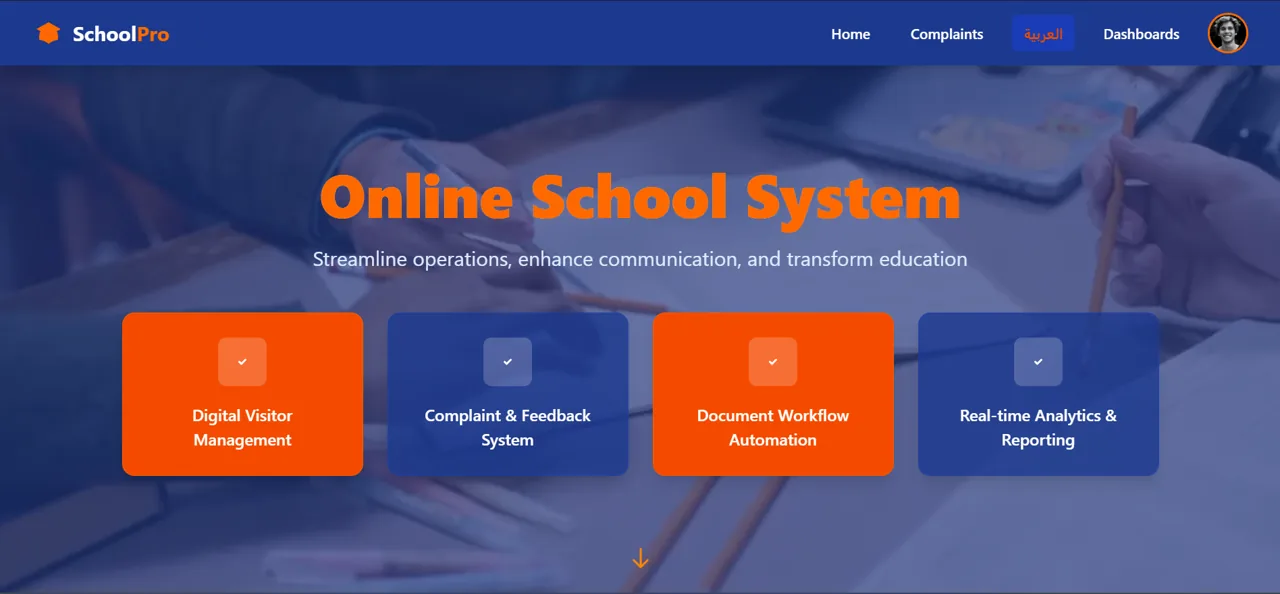 SchoolPro
Home
Complaints
العربية
Dashboards
Online School System
Streamline operations, enhance communication, and transform education
Digital Visitor
Management
Complaint & Feedback
System
Document Workflow
Automation
Real-time Analytics &
Reporting